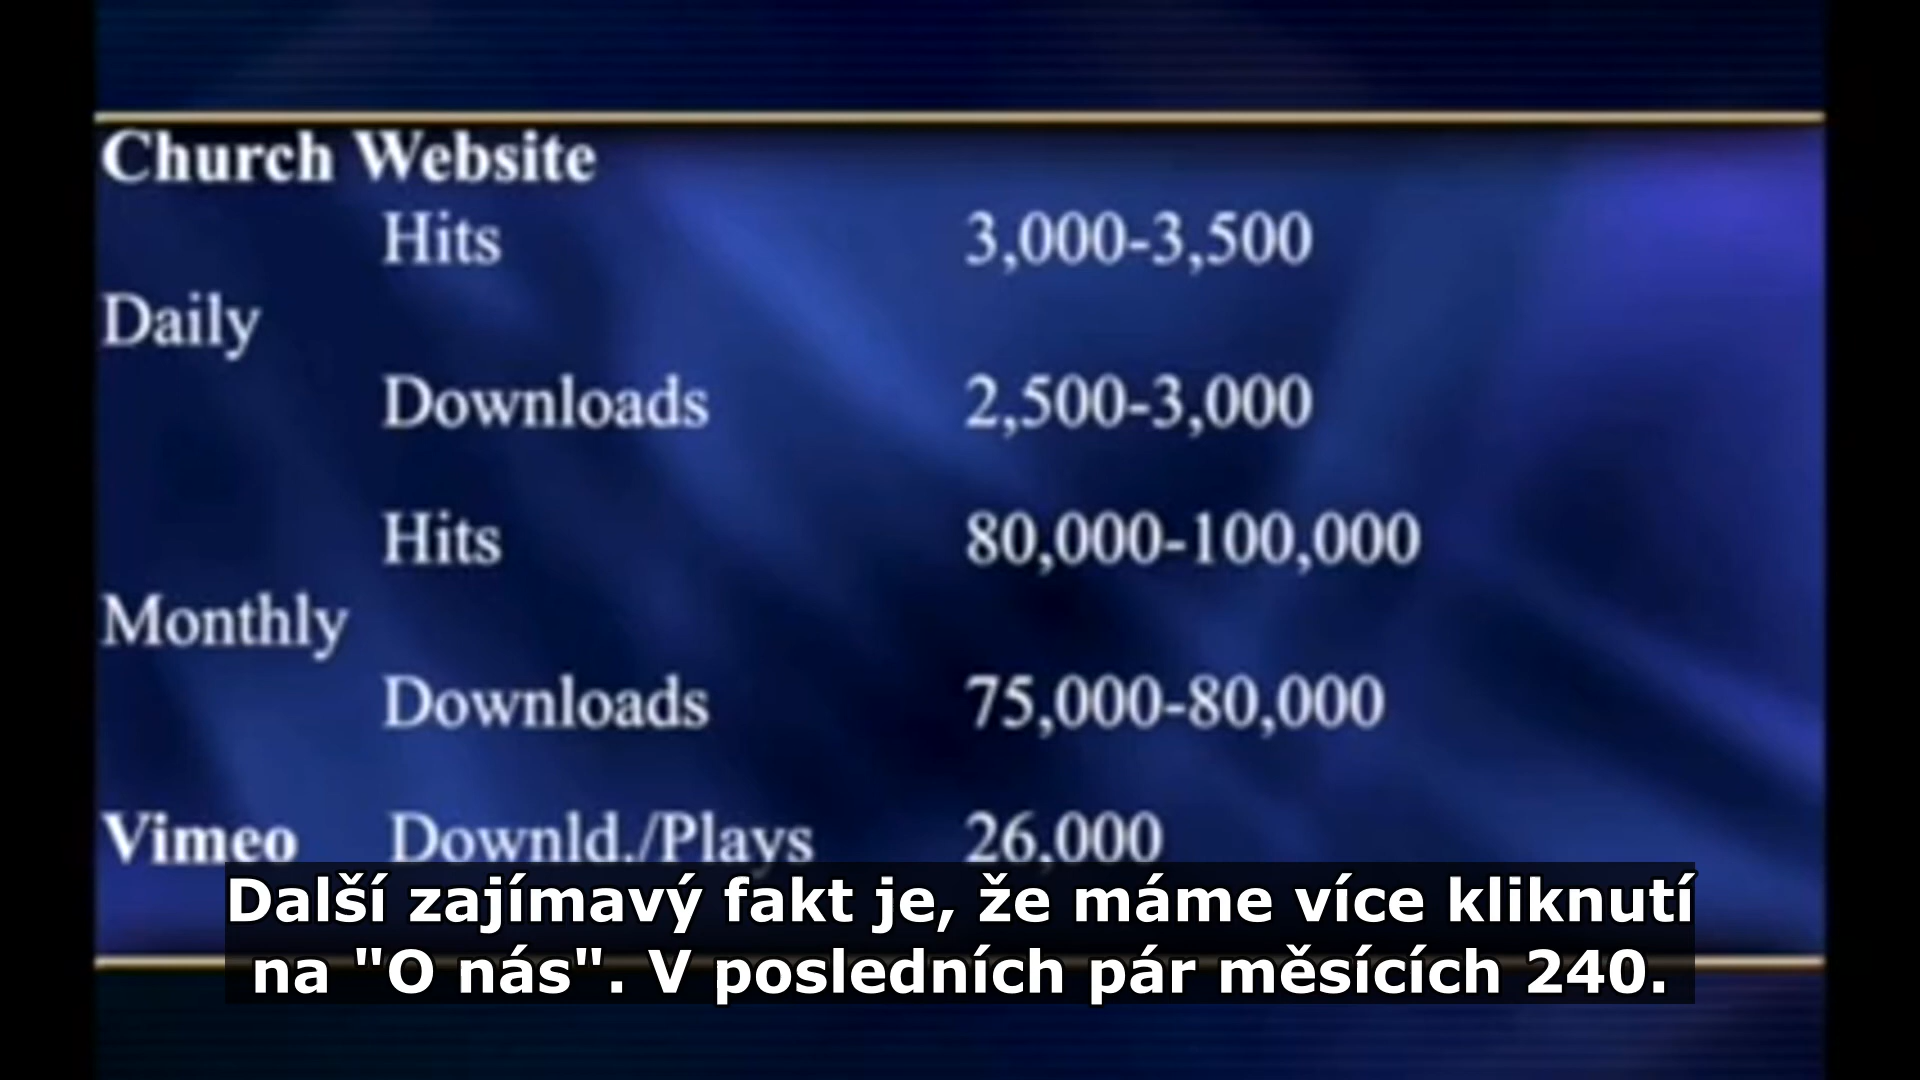 Church Website
Hits 3,000-3,500
Daily
Downloads 2,500-3,000
Hits 80,000-100,000
Monthly
Downloads 75,000-80,000
Vimeo Downld./Plays 26,000
Další zajímavý fakt je, že máme více kliknutí
na "O nás". V posledních pár měsících 240.